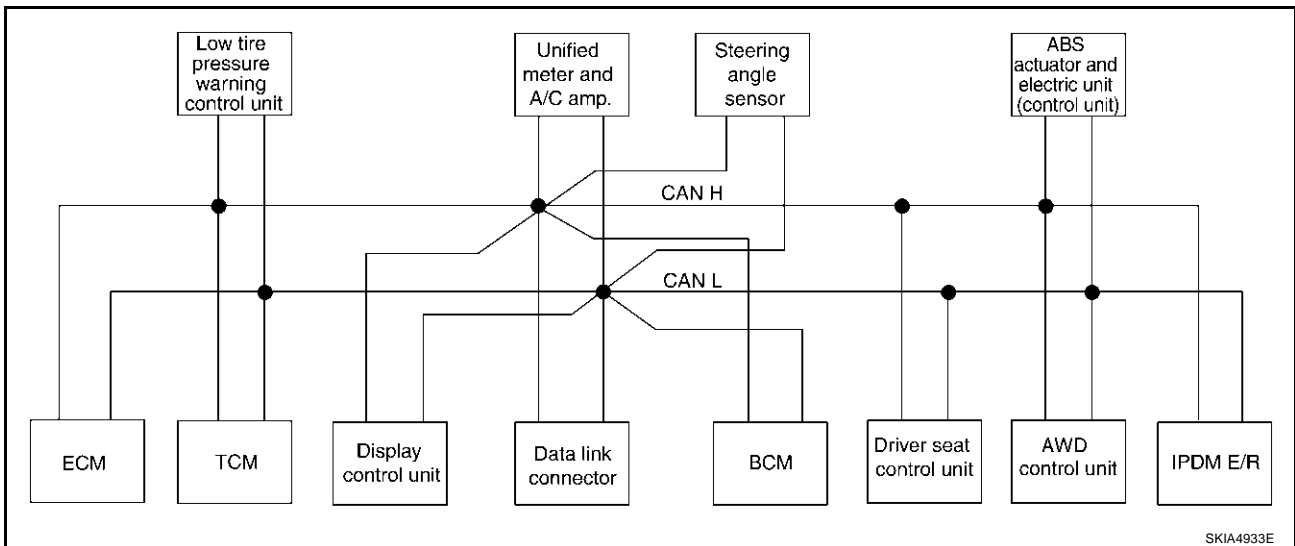 Low tire
pressure
warning
control unit
Unified
meter and
A/C amp.
Steering
angle
sensor
ABS
actuator and
electric unit
(control unit)
CAN H
CAN L
ECM
TCM
Display
control unit
Data link
connector
BCM
Driver seat
control unit
AWD
control unit
IPDM E/R
SKIA4933E